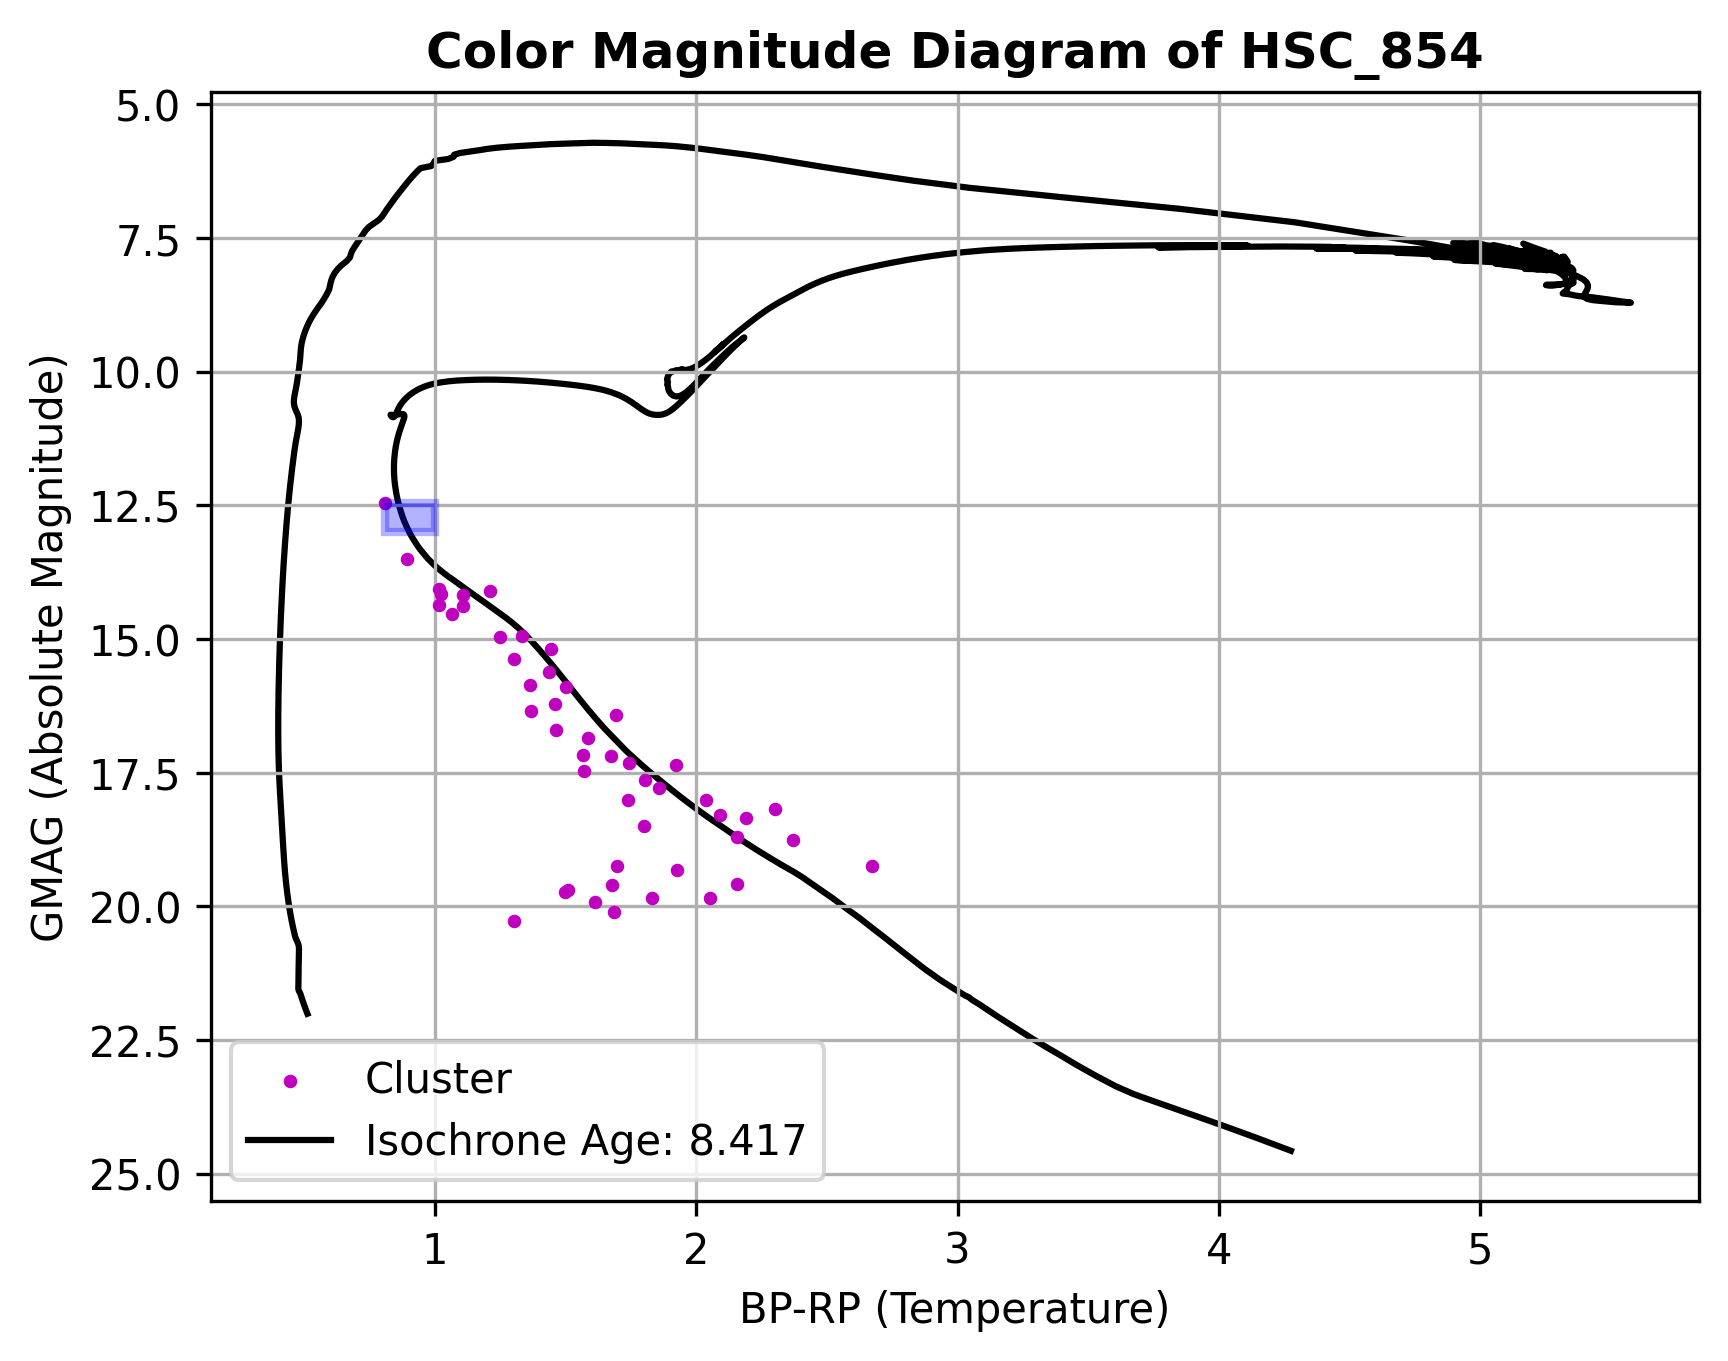 Color Magnitude Diagram of HSC_854
GMAG (Absolute Magnitude)
5.0
7.5
10.0
12.5
15.0
17.5
20.0
22.5
25.0
Cluster
Isochrone Age: 8.417
1 2 3 4 5
BP-RP (Temperature)